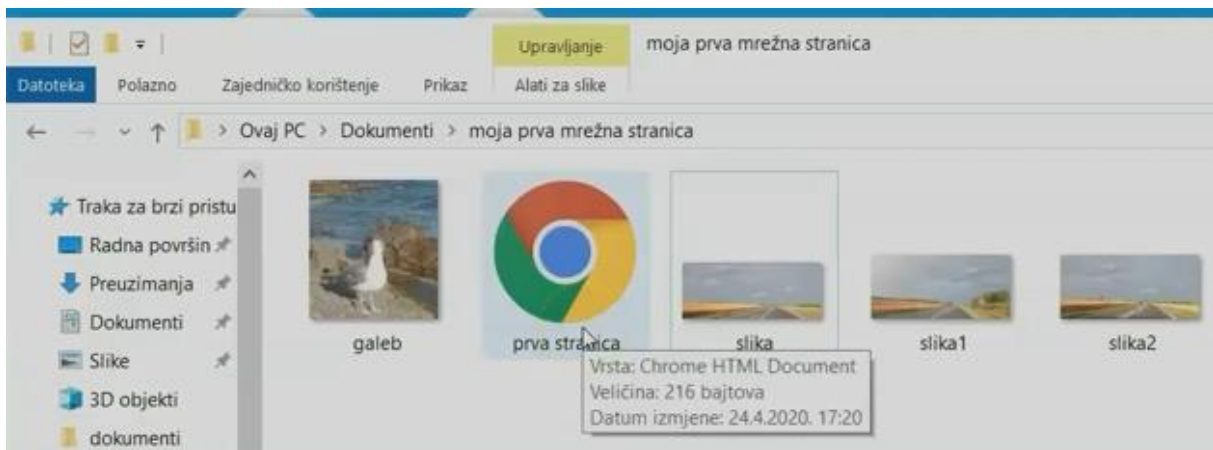 Upravljanje
moja prva mrežna stranica
Datoteka
Polazno
Zajedničko korištenje
Prikaz
Alati za slike
> Ovaj PC > Dokumenti > moja prva mrežna stranica
Traka za brzi pristu
Radna površin
Preuzimanja
Dokumenti
Slike
3D objekti
dokumenti
galeb
prva stranica
slika
slika1
slika2
Vrsta: Chrome HTML Document
Veličina: 216 bajtova
Datum izmjene: 24.4.2020. 17:20